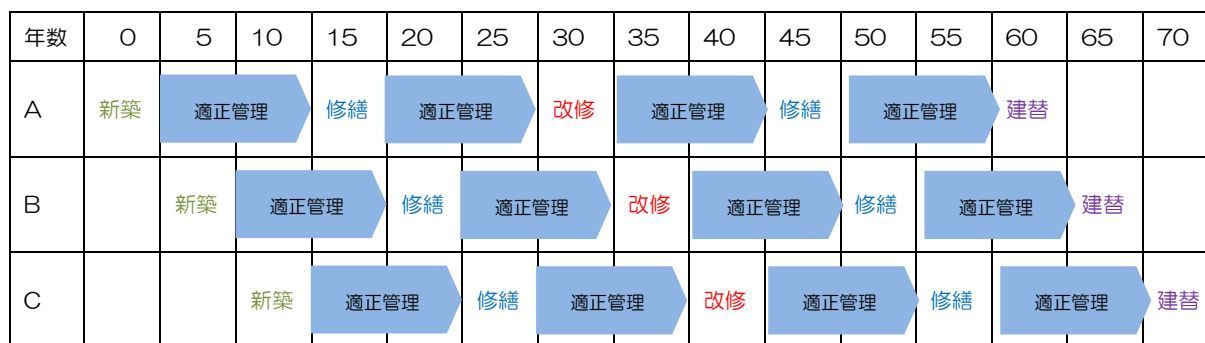 年数 0 5 10 15 20 25 30 35 40 45 50 55 60 65 70
A 新築 適正管理 修繕 適正管理 改修 適正管理 修繕 適正管理 建替
B 新築 適正管理 修繕 適正管理 改修 適正管理 修繕 適正管理 建替
C 新築 適正管理 修繕 適正管理 改修 適正管理 修繕 適正管理 建替